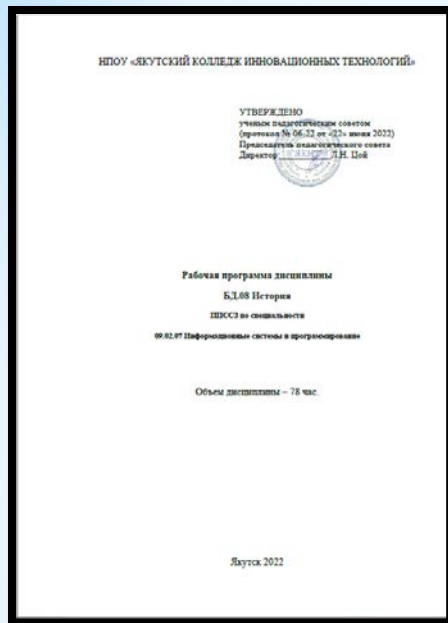 НПОУ «ЯКУТСКИЙ КОЛЛЕДЖ ИННОВАЦИОННЫХ ТЕХНОЛОГИЙ»
УТВЕРЖДЕНО
ученым педагогическим советом
(протокол № 06-22 от «22» июня 2022)
Председатель педагогического совета
Директор ____________ Л.Н. Цой
Рабочая программа дисциплины
БД.08 История
ППССЗ по специальности
09.02.07 Информационные системы и программирование
Объем дисциплины – 78 час.
Якутск 2022